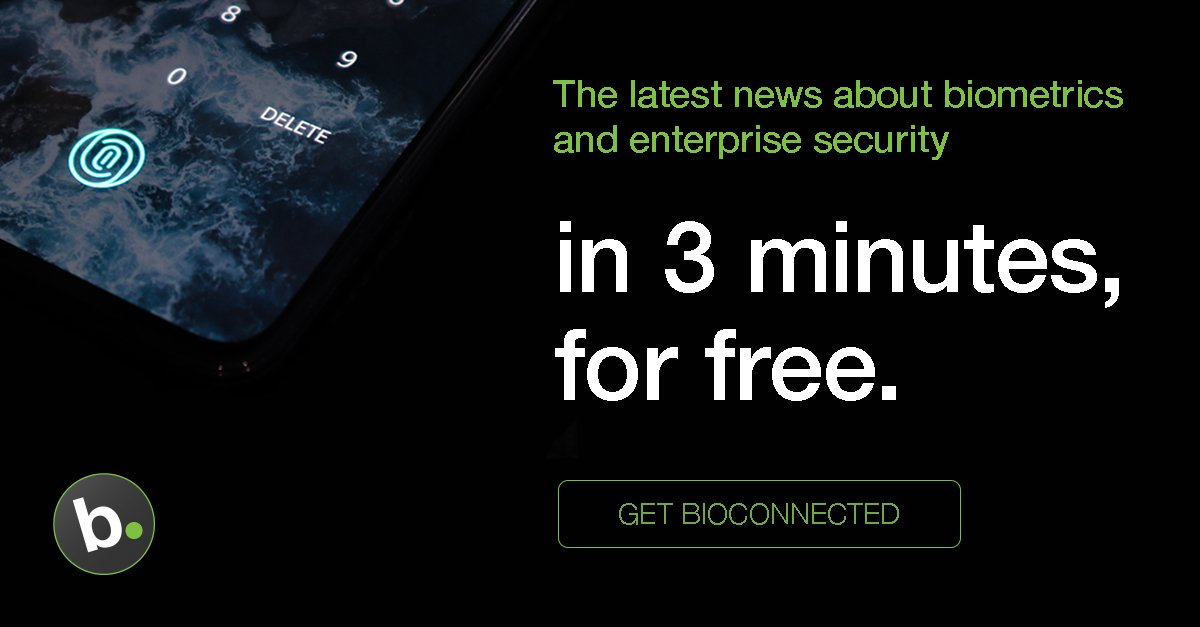 8
9
0
DELETE
The latest news about biometrics
and enterprise security
in 3 minutes,
for free.
b.
GET BIOCONNECTED